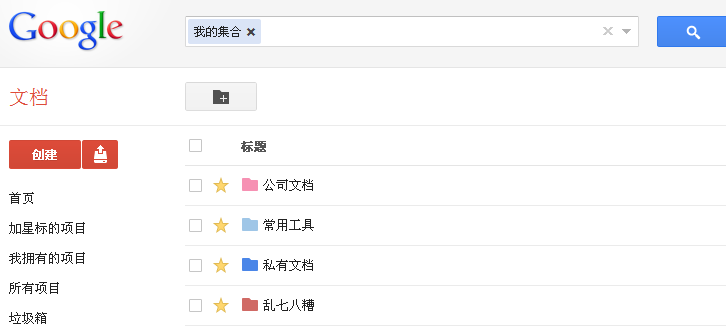 Google
我的集合
文档
创建
标题
首页
加星标的项目
我拥有的项目
所有项目
垃圾箱
公司文档
常用工具
私有文档
乱七八糟